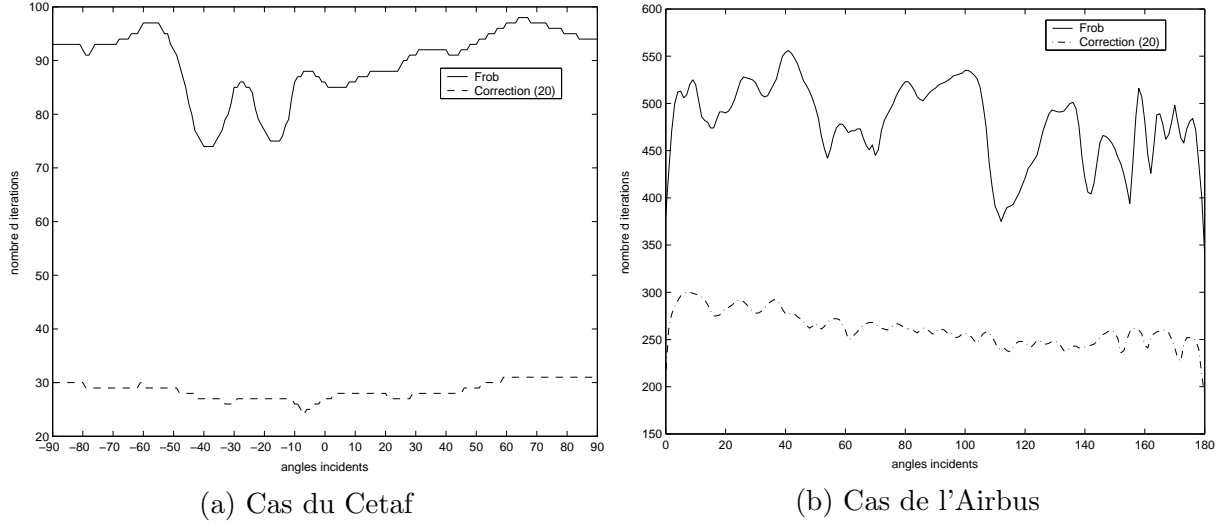 100
90
80
70
60
50
40
30
20
nombre d iterations
Frob
Correction (20)
−90 −80 −70 −60 −50 −40 −30 −20 −10 0 10 20 30 40 50 60 70 80 90
angles incidents
(a) Cas du Cetaf
600
550
500
450
400
350
300
250
200
150
nombre d iterations
Frob
Correction (20)
0 20 40 60 80 100 120 140 160 180
angles incidents
(b) Cas de l'Airbus